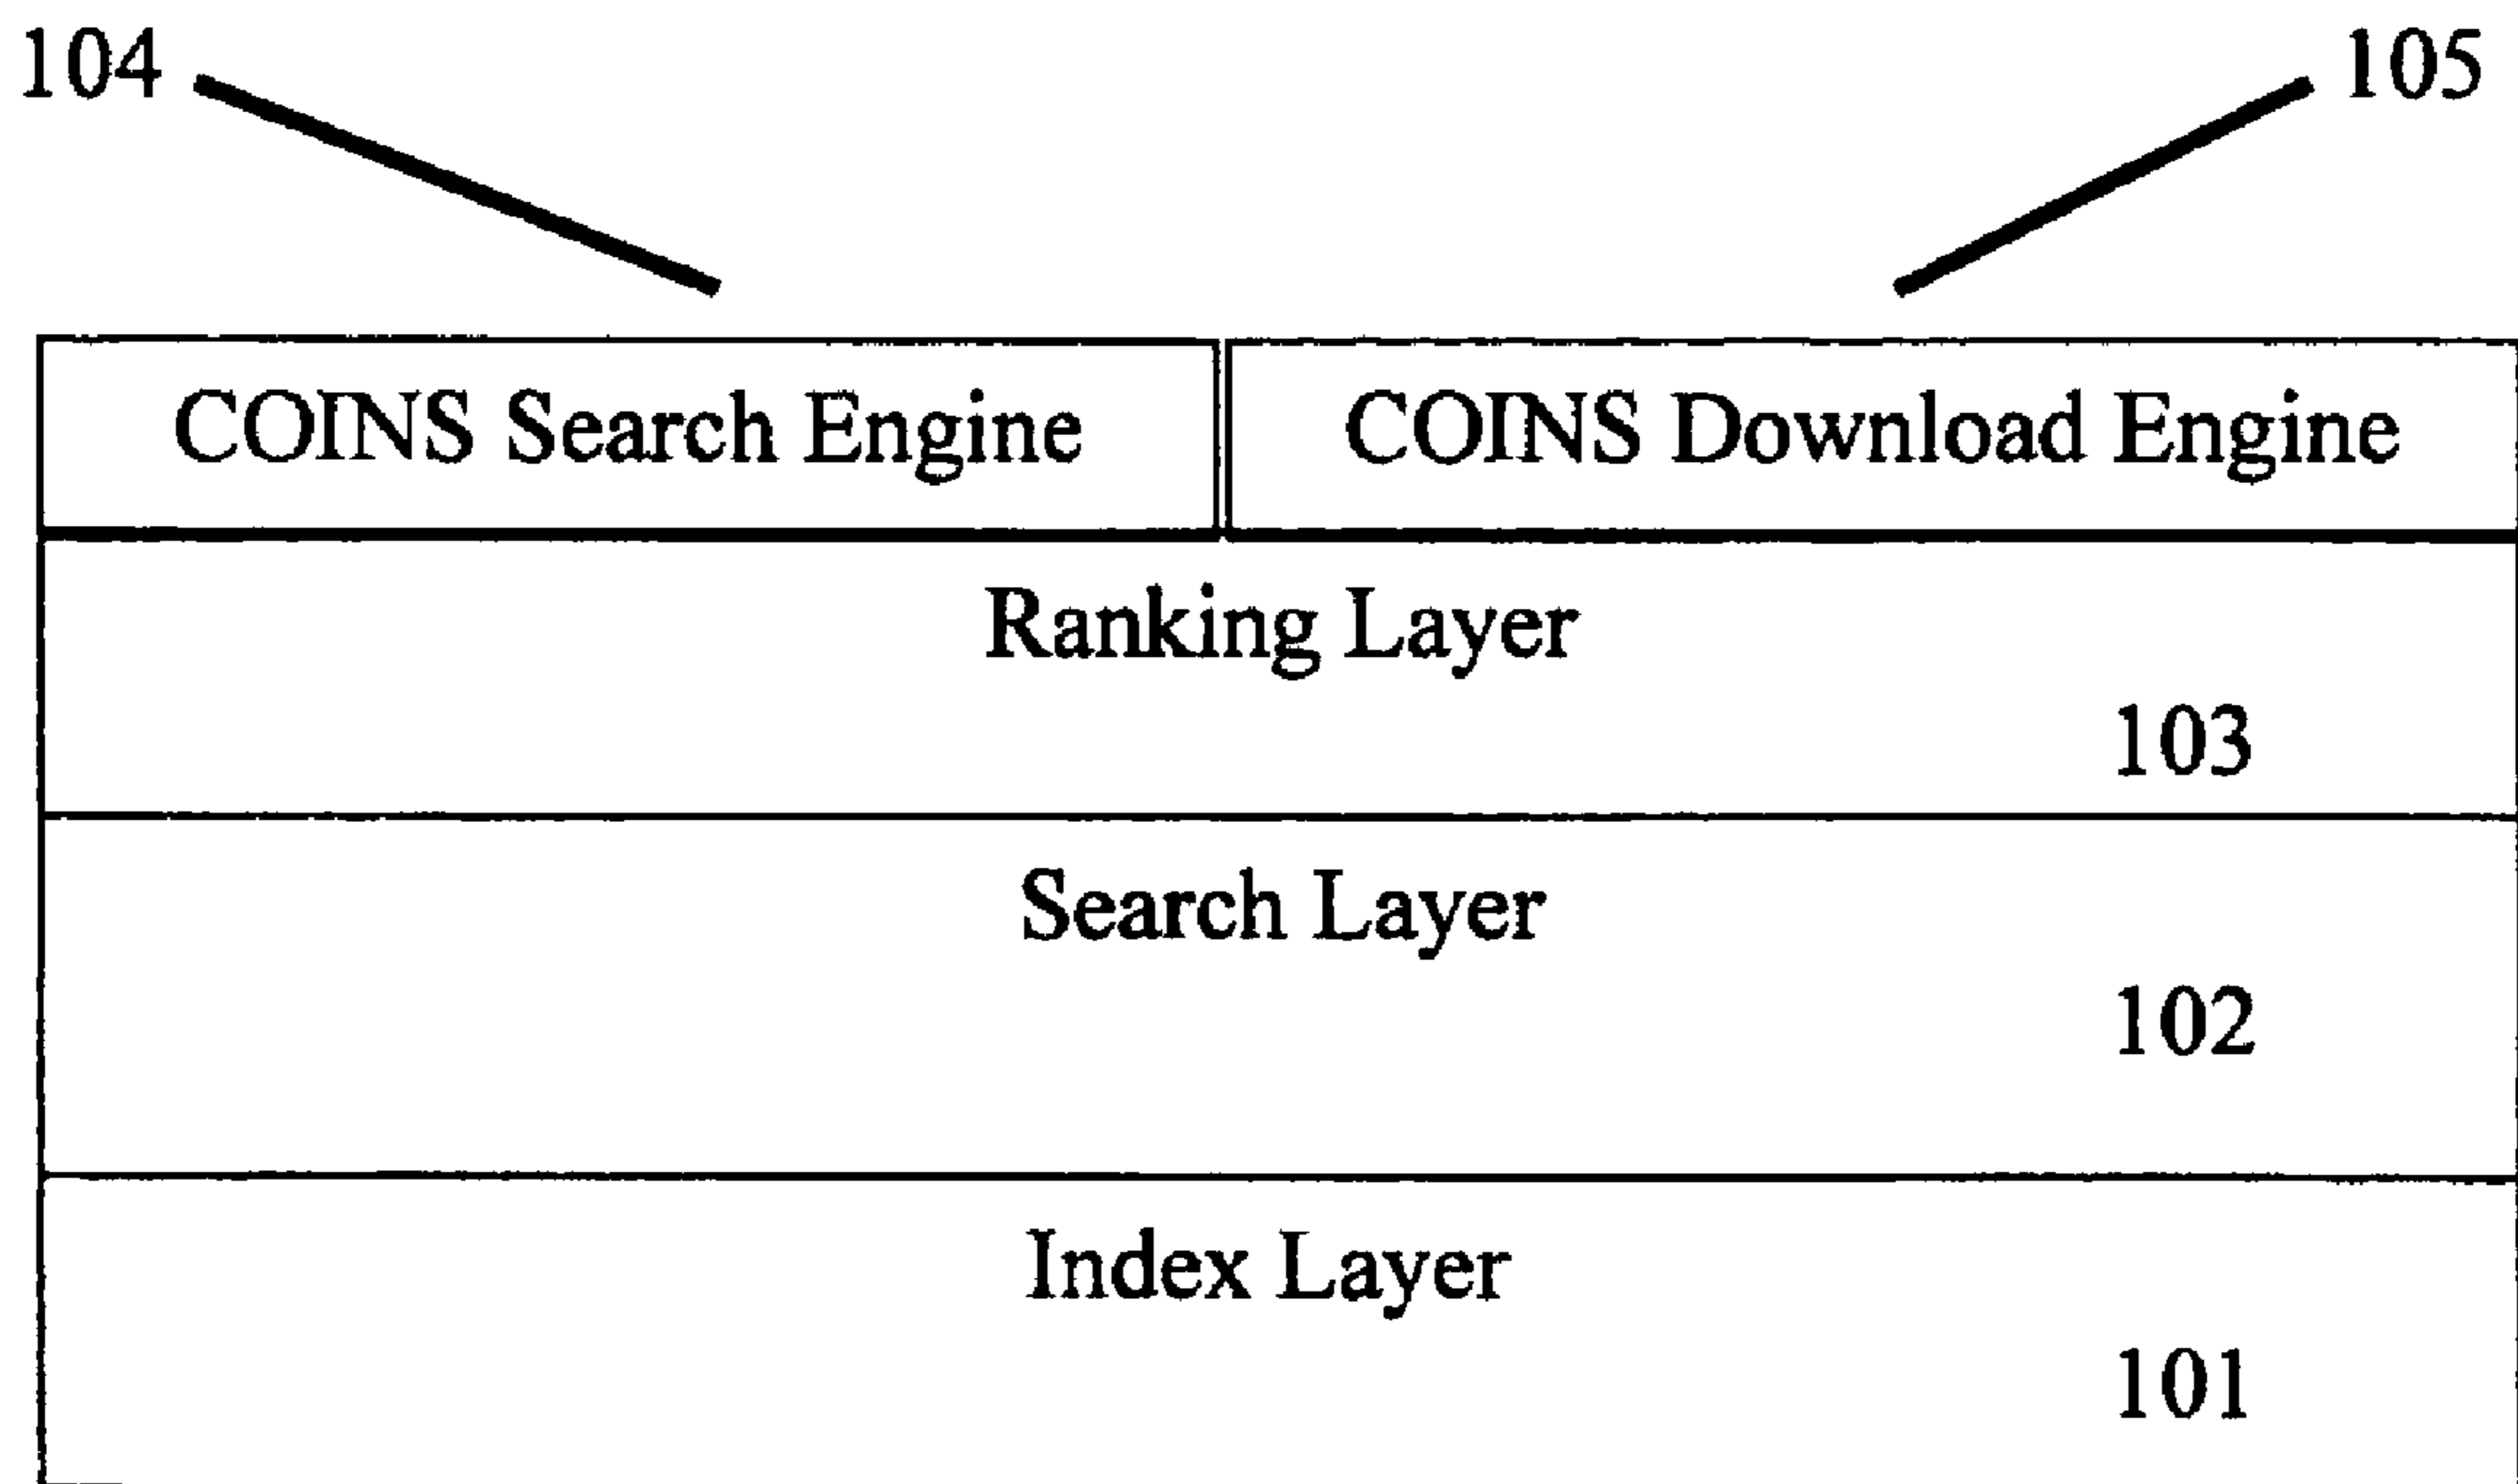 104
105
COINS Search Engine
COINS Download Engine
Ranking Layer
103
Search Layer
102
Index Layer
101